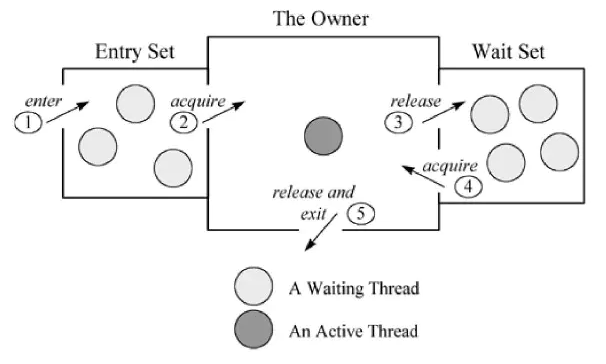 The Owner
Entry Set
Wait Set
enter
1
acquire
2
release
3
acquire
4
release and
exit 5
A Waiting Thread
An Active Thread